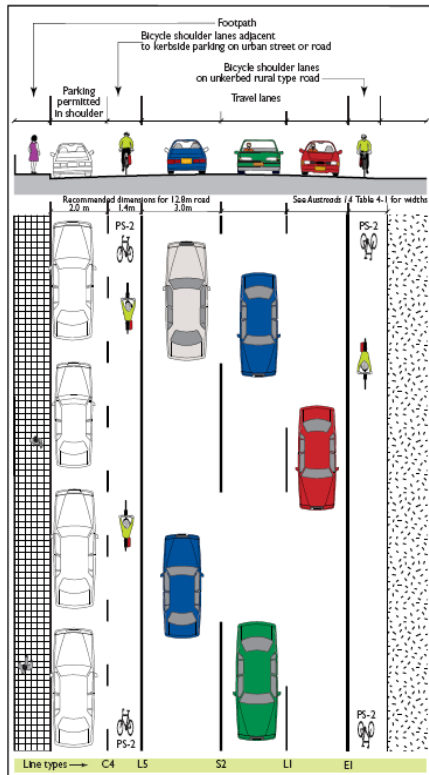 Footpath
Bicycle shoulder lanes adjacent
to kerbside parking on urban street or road
Bicycle shoulder lanes
on unkerbed rural type road
Parking
permitted
in shoulder
Travel lanes
Recommended dimensions for 12.8m road
See Austroads 14 Table 4-1 for widths
2.0 m
1.4m
3.0m
PS-2
PS-2
PS-2
PS-2
Line types
C4
L5
S2
L1
E1